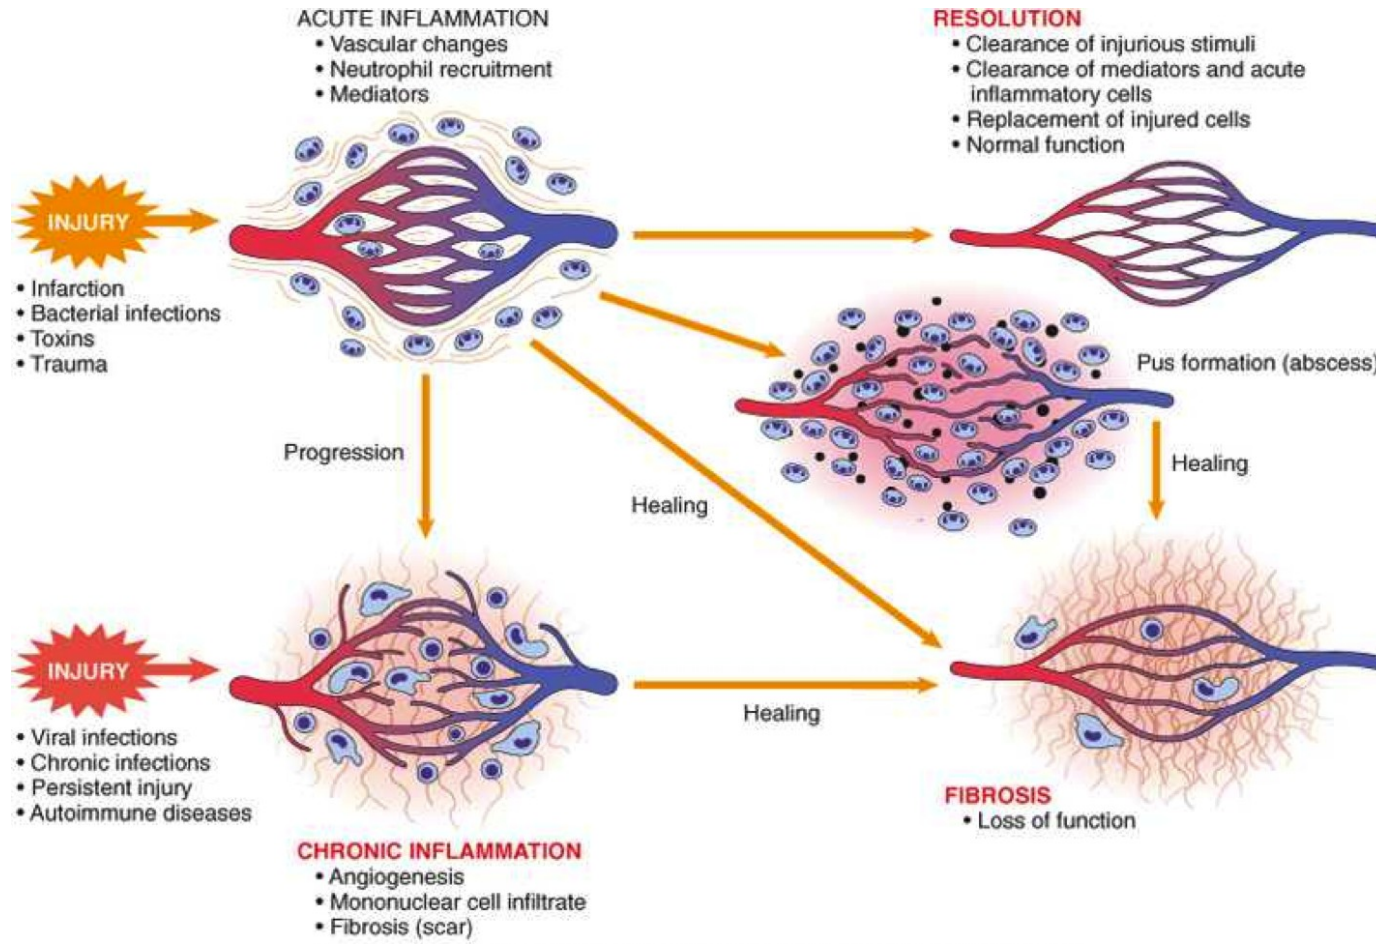 ACUTE INFLAMMATION
• Vascular changes
• Neutrophil recruitment
• Mediators
RESOLUTION
• Clearance of injurious stimuli
• Clearance of mediators and acute
inflammatory cells
• Replacement of injured cells
• Normal function
INJURY
• Infarction
• Bacterial infections
• Toxins
• Trauma
Pus formation (abscess)
Progression
Healing
Healing
INJURY
• Viral infections
• Chronic infections
• Persistent injury
• Autoimmune diseases
Healing
FIBROSIS
• Loss of function
CHRONIC INFLAMMATION
• Angiogenesis
• Mononuclear cell infiltrate
• Fibrosis (scar)